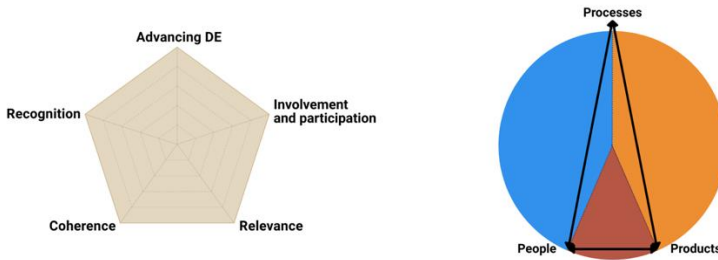 Processes
Advancing DE
Recognition
Involvement
and participation
Coherence
Relevance
People
Products